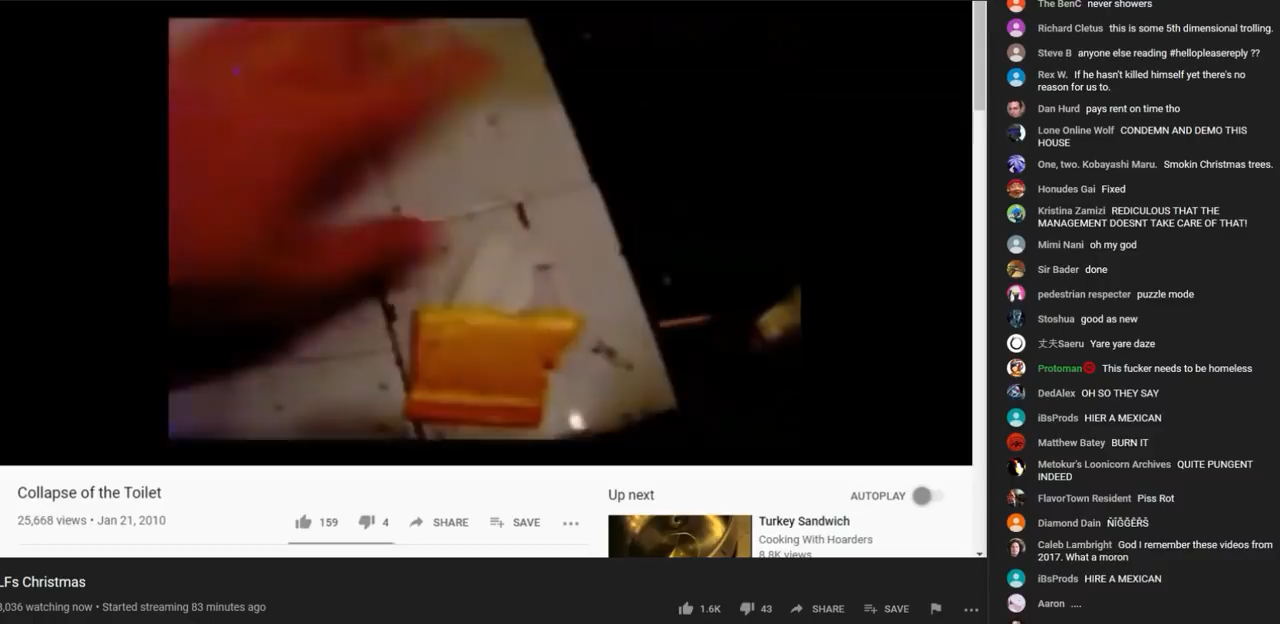 Collapse of the Toilet
25,668 views • Jan 21, 2010
159
4
SHARE
SAVE
Up next
AUTOPLAY
Turkey Sandwich
Cooking With Hoarders
8.8K views
LFs Christmas
3,036 watching now • Started streaming 83 minutes ago
1.6K
43
SHARE
SAVE
The BenC never showers
Richard Cletus this is some 5th dimensional trolling.
Steve B anyone else reading #hellopleasereply ??
Rex W. If he hasn't killed himself yet there's no
reason for us to.
Dan Hurd pays rent on time tho
Lone Online Wolf CONDEMN AND DEMO THIS
HOUSE
One, two. Kobayashi Maru. Smokin Christmas trees.
Honudes Gai Fixed
Kristina Zamizi REDICULOUS THAT THE
MANAGEMENT DOESNT TAKE CARE OF THAT!
Mimi Nani oh my god
Sir Bader done
pedestrian respecter puzzle mode
Stoshua good as new
丈夫Saeru Yare yare daze
Protoman This fucker needs to be homeless
DedAlex OH SO THEY SAY
iBsProds HIER A MEXICAN
Matthew Batey BURN IT
Metokur's Loonicorn Archives QUITE PUNGENT
INDEED
FlavorTown Resident Piss Rot
Diamond Dain ŇĬĞĞĚŘŠ
Caleb Lambright God I remember these videos from
2017. What a moron
iBsProds HIRE A MEXICAN
Aaron ....